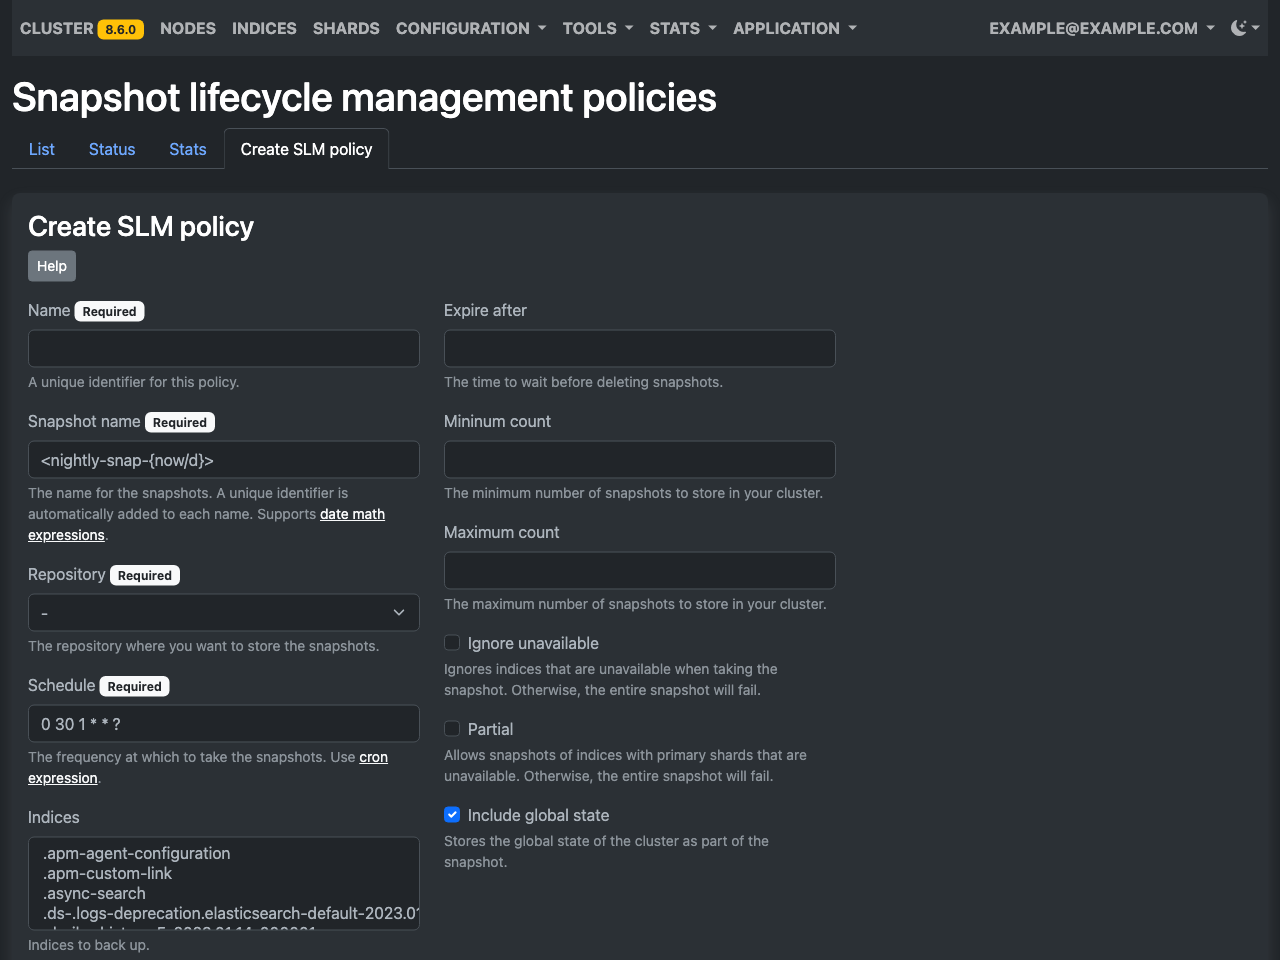 CLUSTER 8.6.0 NODES INDICES SHARDS CONFIGURATION TOOLS STATS APPLICATION EXAMPLE@EXAMPLE.COM
Snapshot lifecycle management policies
List Status Stats Create SLM policy
Create SLM policy
Help
Name Required
A unique identifier for this policy.
Snapshot name Required
<nightly-snap-{now/d}>
The name for the snapshots. A unique identifier is
automatically added to each name. Supports date math
expressions.
Repository Required
-
The repository where you want to store the snapshots.
Schedule Required
0 30 1 * * ?
The frequency at which to take the snapshots. Use cron
expression.
Indices
.apm-agent-configuration
.apm-custom-link
.async-search
.ds-.logs-deprecation.elasticsearch-default-2023.01
Indices to back up.
Expire after
The time to wait before deleting snapshots.
Mininum count
The minimum number of snapshots to store in your cluster.
Maximum count
The maximum number of snapshots to store in your cluster.
Ignore unavailable
Ignores indices that are unavailable when taking the
snapshot. Otherwise, the entire snapshot will fail.
Partial
Allows snapshots of indices with primary shards that are
unavailable. Otherwise, the entire snapshot will fail.
Include global state
Stores the global state of the cluster as part of the
snapshot.